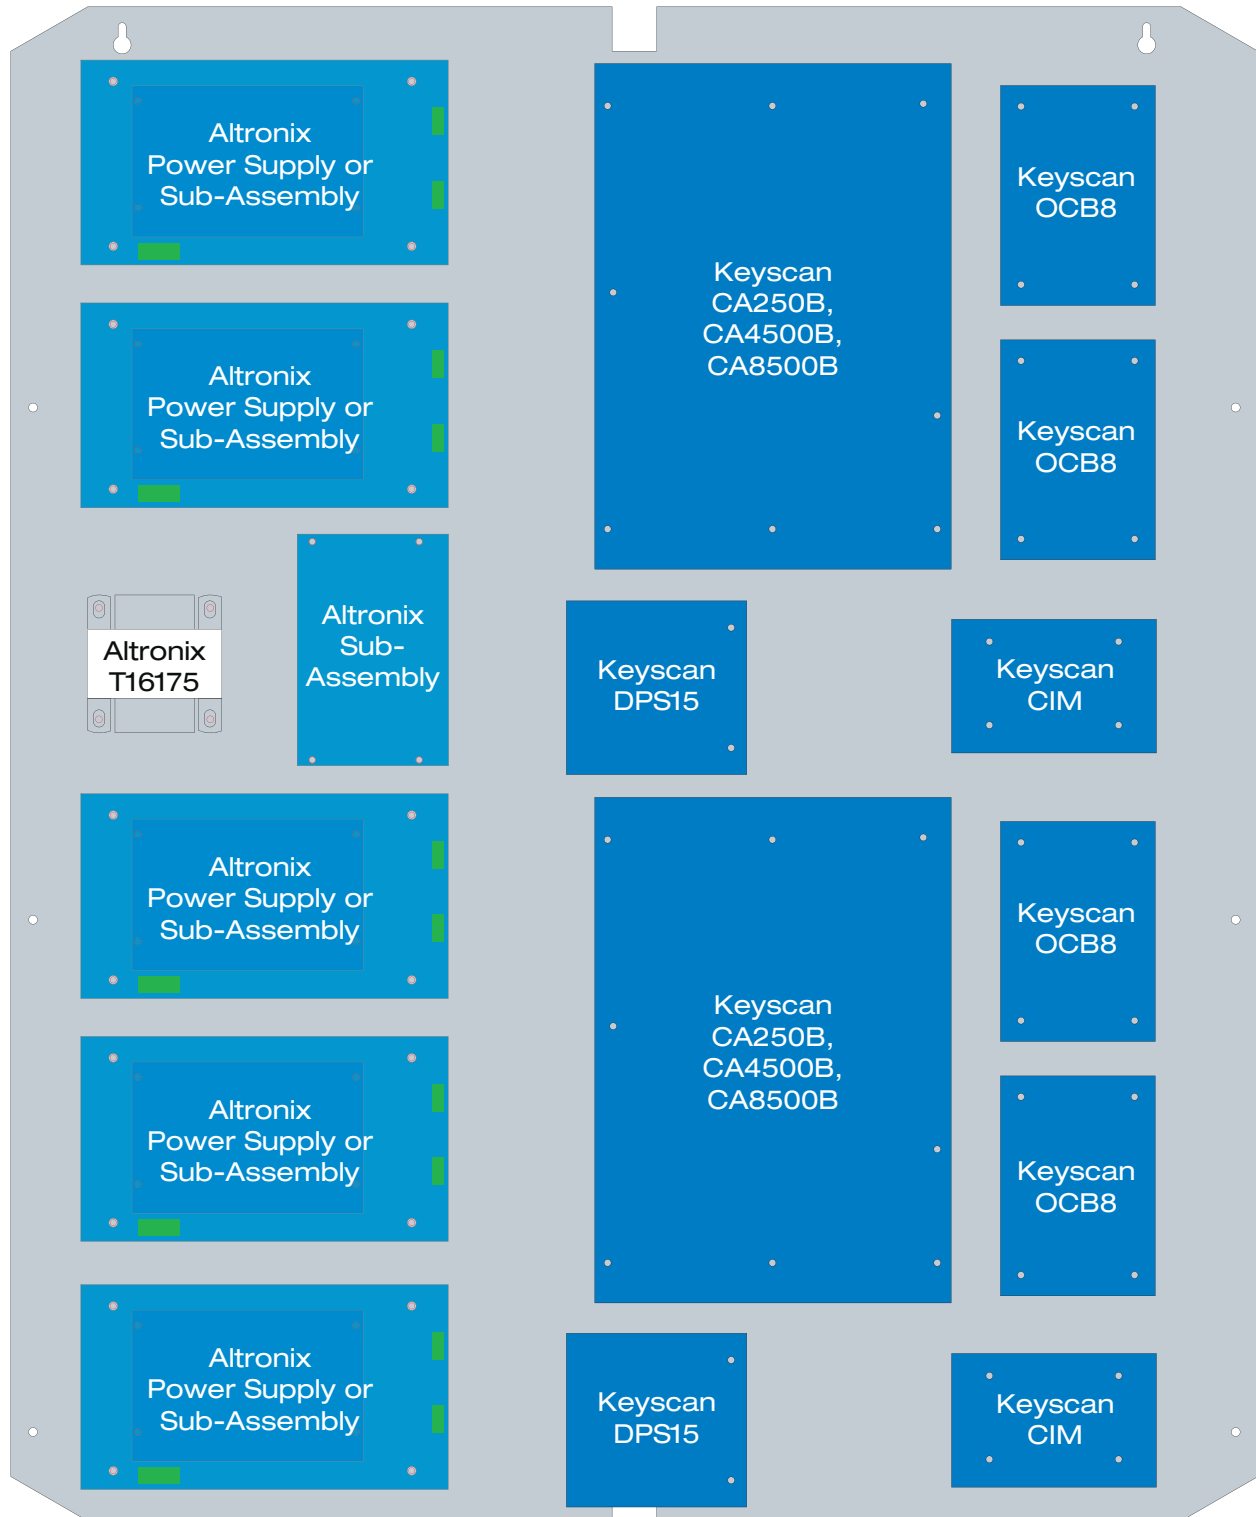 Altronix
Power Supply or
Sub-Assembly
Altronix
Power Supply or
Sub-Assembly
Altronix
T16175
Altronix
Sub-
Assembly
Altronix
Power Supply or
Sub-Assembly
Altronix
Power Supply or
Sub-Assembly
Altronix
Power Supply or
Sub-Assembly
Keyscan
CA250B,
CA4500B,
CA8500B
Keyscan
OCB8
Keyscan
OCB8
Keyscan
DPS15
Keyscan
CIM
Keyscan
CA250B,
CA4500B,
CA8500B
Keyscan
OCB8
Keyscan
OCB8
Keyscan
DPS15
Keyscan
CIM